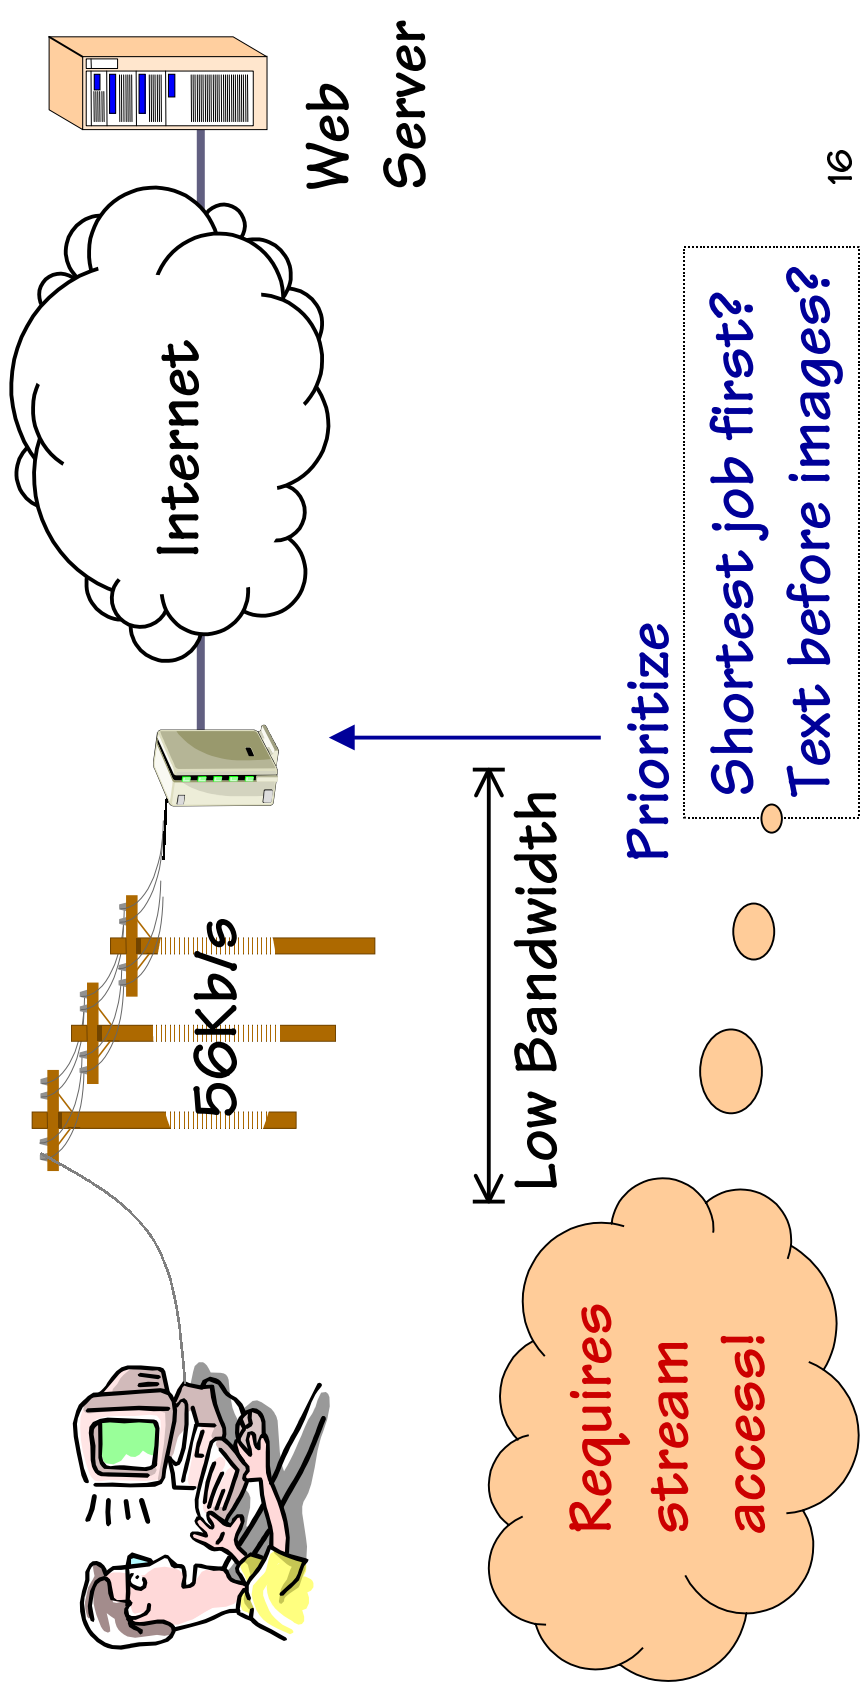 Internet
Web
Server
56Kb/s
Low Bandwidth
Prioritize
Shortest job first?
Text before images?
Requires
stream
access!
16